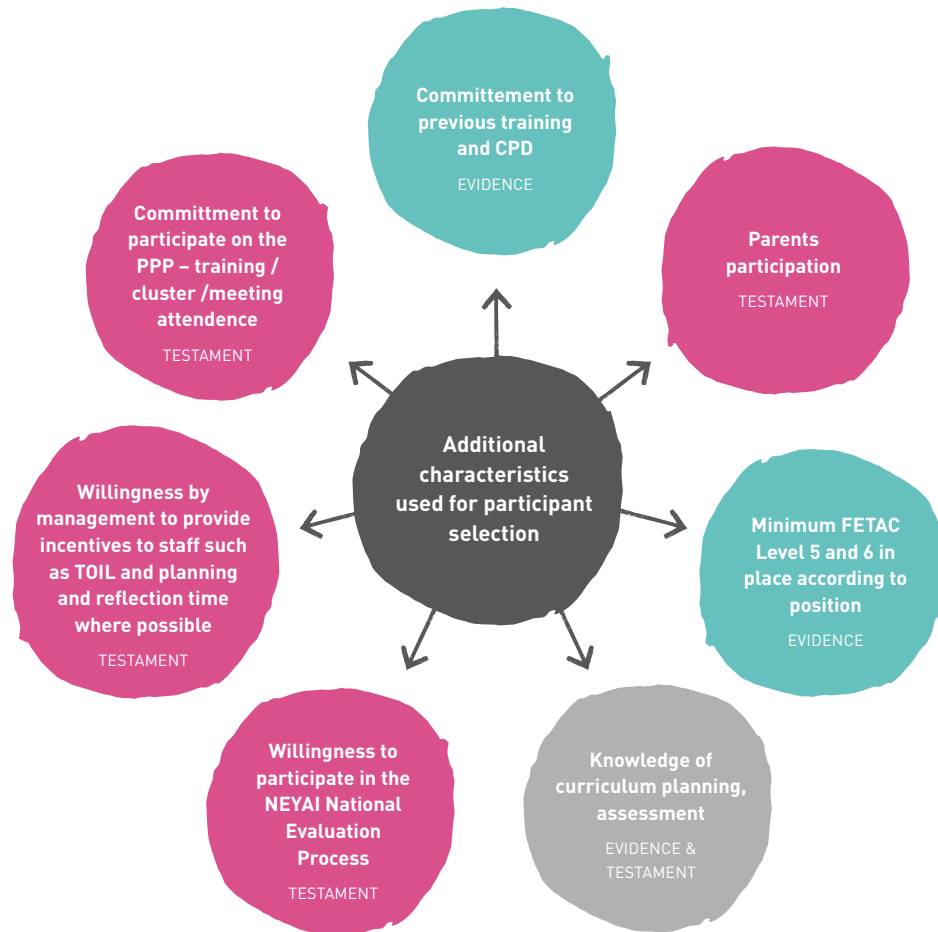 Committement to
previous training
and CPD
EVIDENCE
Committment to
participate on the
PPP – training /
cluster /meeting
attendence
TESTAMENT
Parents
participation
TESTAMENT
Additional
characteristics
used for participant
selection
Willingness by
management to provide
incentives to staff such
as TOIL and planning
and reflection time
where possible
TESTAMENT
Minimum FETAC
Level 5 and 6 in
place according to
position
EVIDENCE
Willingness to
participate in the
NEYAI National
Evaluation
Process
TESTAMENT
Knowledge of
curriculum planning,
assessment
EVIDENCE &
TESTAMENT